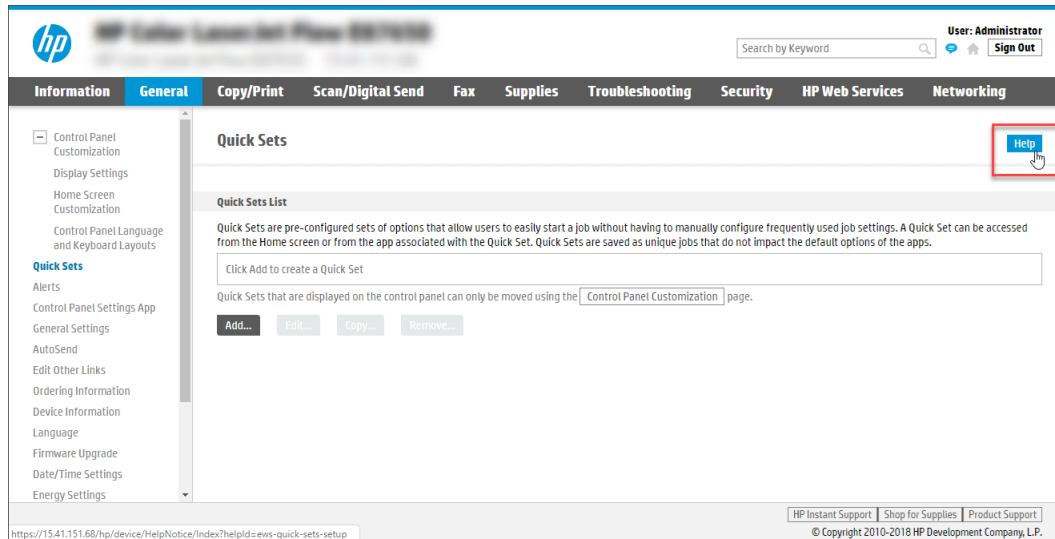 hp
User: Administrator
Search by Keyword
Sign Out
Information General Copy/Print Scan/Digital Send Fax Supplies Troubleshooting Security HP Web Services Networking
Control Panel
Customization
Display Settings
Home Screen
Customization
Control Panel Language
and Keyboard Layouts
Quick Sets
Alerts
Control Panel Settings App
General Settings
AutoSend
Edit Other Links
Ordering Information
Device Information
Language
Firmware Upgrade
Date/Time Settings
Energy Settings
Quick Sets
Help
Quick Sets List
Quick Sets are pre-configured sets of options that allow users to easily start a job without having to manually configure frequently used job settings. A Quick Set can be accessed
from the Home screen or from the app associated with the Quick Set. Quick Sets are saved as unique jobs that do not impact the default options of the apps.
Click Add to create a Quick Set
Quick Sets that are displayed on the control panel can only be moved using the Control Panel Customization page.
Add... Edit... Copy... Remove...
HP Instant Support Shop for Supplies Product Support
https://15.41.151.68/hp/device/HelpNotice/Index?helpId=ews-quick-sets-setup
© Copyright 2010-2018 HP Development Company, L.P.